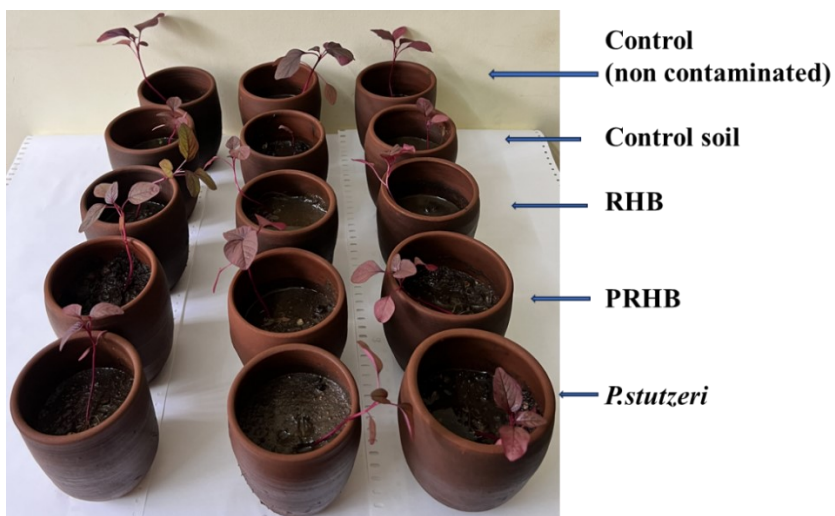 Control
(non contaminated)
Control soil
RHB
PRHB
P.stutzeri